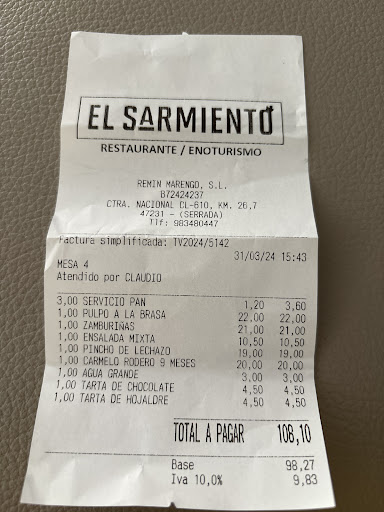 EL SARMIENTO
RESTAURANTE / ENOTURISMO
REMIN MARENGO, S.L.
B72424237
CTRA. NACIONAL CL-610, KM. 26,7
47231 - (SERRADA)
Tlf: 983480447
Factura simplificada: TV2024/5142
31/03/24 15:43
MESA 4
Atendido por CLAUDIO
3,00 SERVICIO PAN 1,20 3,60
1,00 PULPO A LA BRASA 22,00 22,00
1,00 ZAMBURIÑAS 21,00 21,00
1,00 ENSALADA MIXTA 10,50 10,50
1,00 PINCHO DE LECHAZO 19,00 19,00
1,00 CARMELO RODERO 9 MESES 20,00 20,00
1,00 AGUA GRANDE 3,00 3,00
1,00 TARTA DE CHOCOLATE 4,50 4,50
1,00 TARTA DE HOJALDRE 4,50 4,50
TOTAL A PAGAR 108,10
Base 98,27
Iva 10,0% 9,83